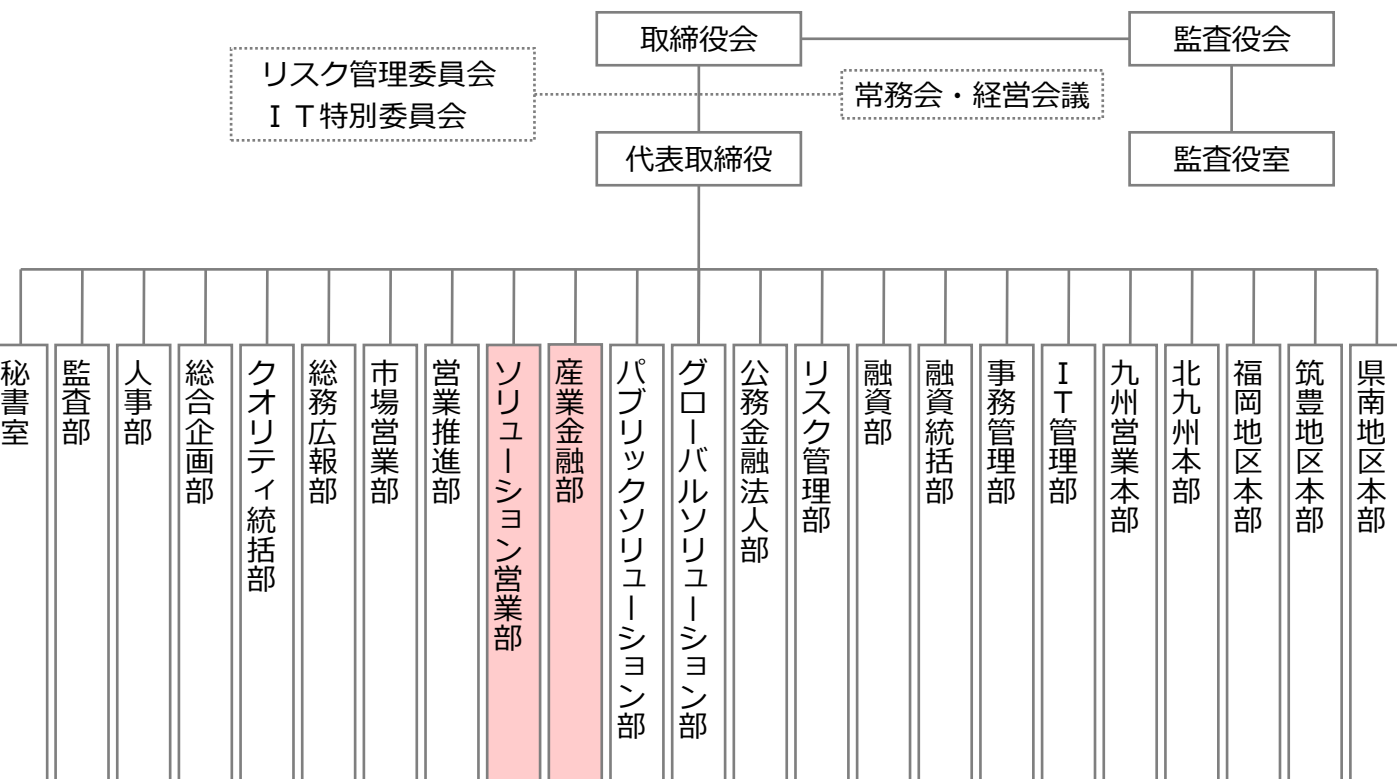 取締役会
監査役会
リスク管理委員会
ＩＴ特別委員会
常務会・経営会議
代表取締役
監査役室
秘書室
監査部
人事部
総合企画部
クオリティ統括部
総務広報部
市場営業部
営業推進部
ソリューション営業部
産業金融部
パブリックソリューション部
グローバルソリューション部
公務金融法人部
リスク管理部
融資部
融資統括部
事務管理部
ＩＴ管理部
九州営業本部
北九州本部
福岡地区本部
筑豊地区本部
県南地区本部